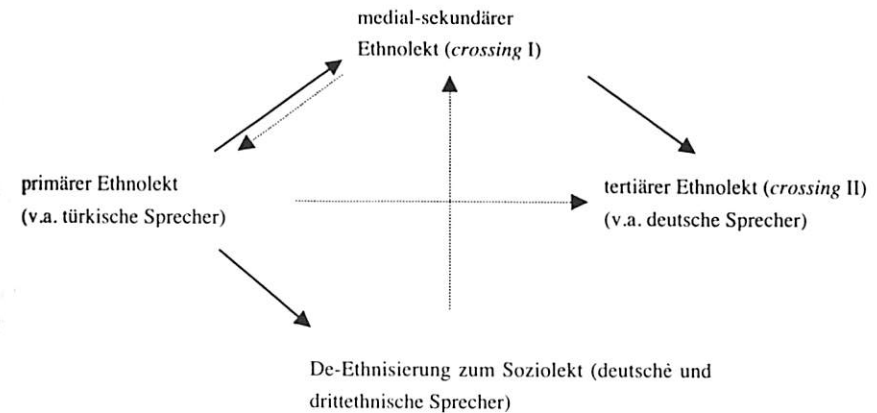 medial-sekundärer
Ethnolekt (crossing I)
primärer Ethnolekt
(v.a. türkische Sprecher)
tertiärer Ethnolekt (crossing II)
(v.a. deutsche Sprecher)
De-Ethnisierung zum Soziolekt (deutsche und
drittethnische Sprecher)